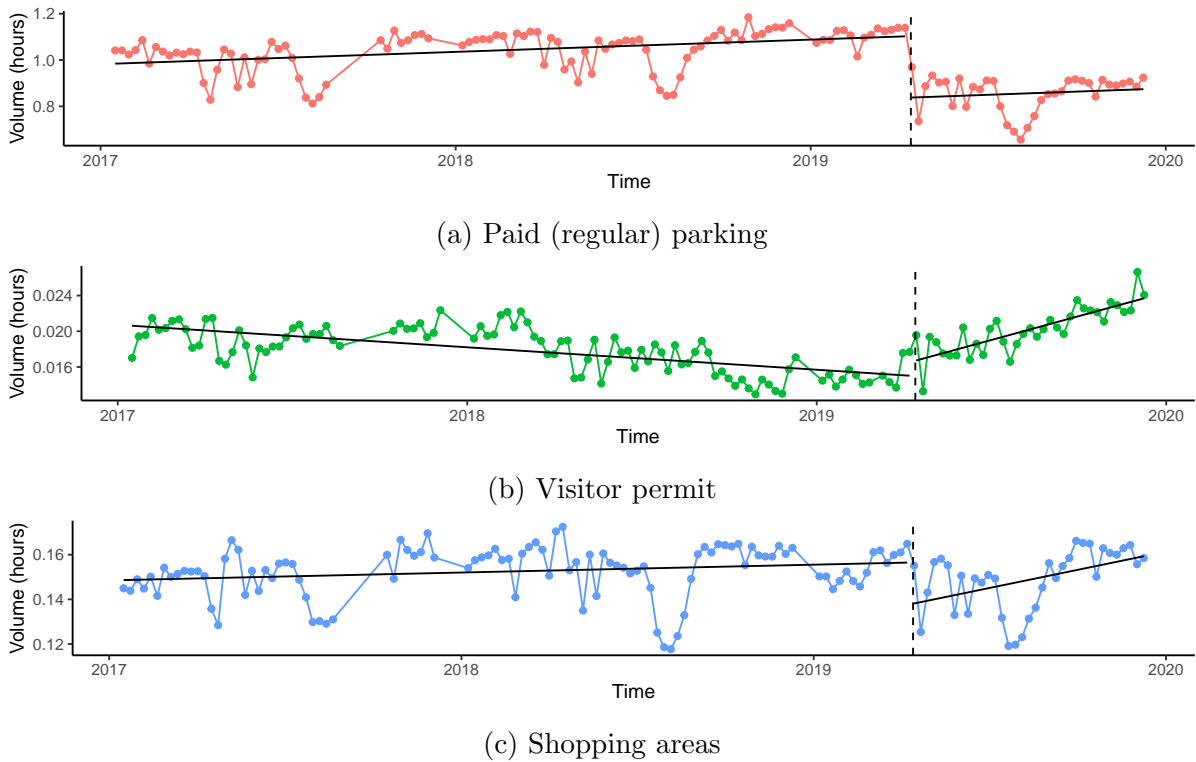 Volume (hours)
1.2
1.0
0.8
2017 2018 2019 2020
Time
(a) Paid (regular) parking
Volume (hours)
0.024
0.020
0.016
2017 2018 2019 2020
Time
(b) Visitor permit
Volume (hours)
0.16
0.14
0.12
2017 2018 2019 2020
Time
(c) Shopping areas